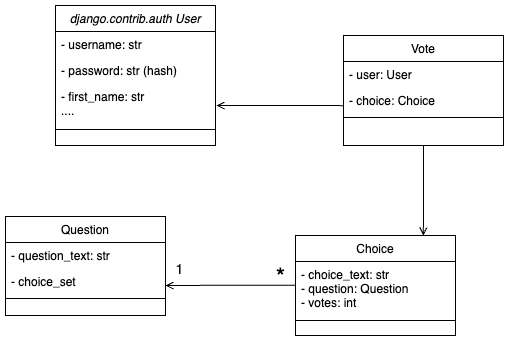 django.contrib.auth User
- username: str
- password: str (hash)
- first_name: str
....
Vote
- user: User
- choice: Choice
Question
- question_text: str
- choice_set
1
*
Choice
- choice_text: str
- question: Question
- votes: int